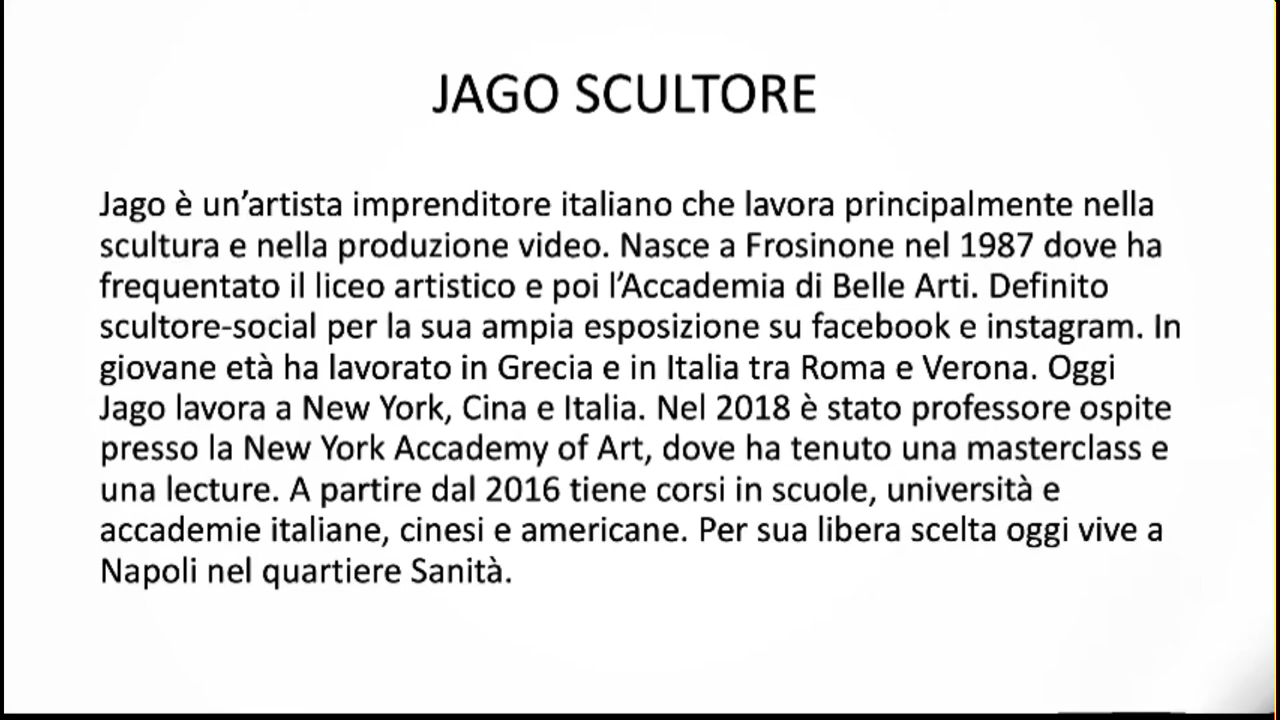 JAGO SCULTORE
Jago è un’artista imprenditore italiano che lavora principalmente nella
scultura e nella produzione video. Nasce a Frosinone nel 1987 dove ha
frequentato il liceo artistico e poi l’Accademia di Belle Arti. Definito
scultore-social per la sua ampia esposizione su facebook e instagram. In
giovane età ha lavorato in Grecia e in Italia tra Roma e Verona. Oggi
Jago lavora a New York, Cina e Italia. Nel 2018 è stato professore ospite
presso la New York Accademy of Art, dove ha tenuto una masterclass e
una lecture. A partire dal 2016 tiene corsi in scuole, università e
accademie italiane, cinesi e americane. Per sua libera scelta oggi vive a
Napoli nel quartiere Sanità.